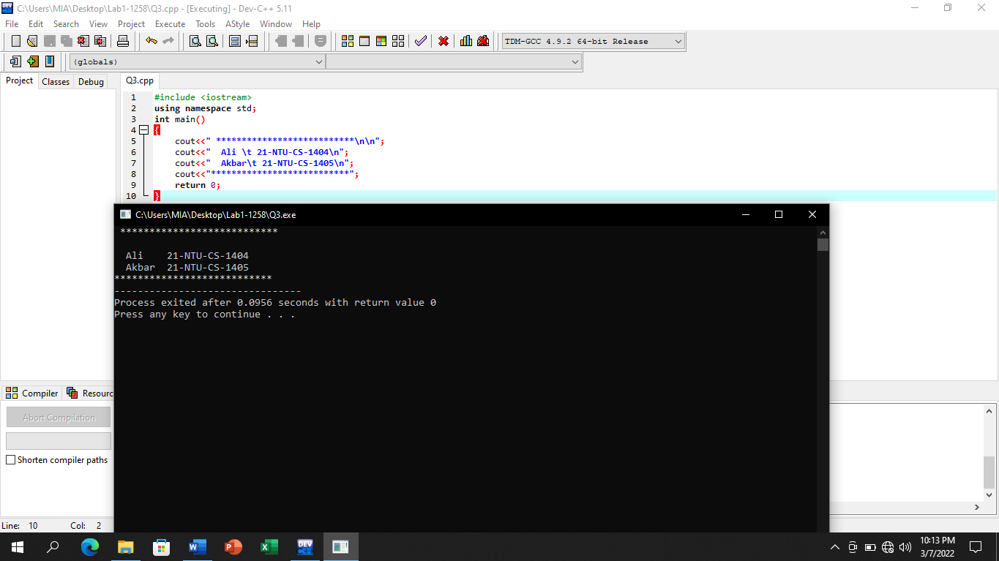 C:\Users\MIA\Desktop\Lab1-1258\Q3.cpp - [Executing] - Dev-C++ 5.11
File Edit Search View Project Execute Tools AStyle Window Help
TDM-GCC 4.9.2 64-bit Release
(globals)
Project Classes Debug Q3.cpp
1 #include <iostream>
2 using namespace std;
3 int main()
4 {
5 cout<<" ***************************\n\n";
6 cout<<"  Ali \t 21-NTU-CS-1404\n";
7 cout<<"  Akbar\t 21-NTU-CS-1405\n";
8 cout<<"***************************";
9 return 0;
10 }
C:\Users\MIA\Desktop\Lab1-1258\Q3.exe
***************************
Ali    21-NTU-CS-1404
Akbar  21-NTU-CS-1405
***************************
--------------------------------
Process exited after 0.0956 seconds with return value 0
Press any key to continue . . .
Compiler Resourc
Abort Compilation
Shorten compiler paths
Line: 10 Col: 2
DEV C++
10:13 PM
3/7/2022